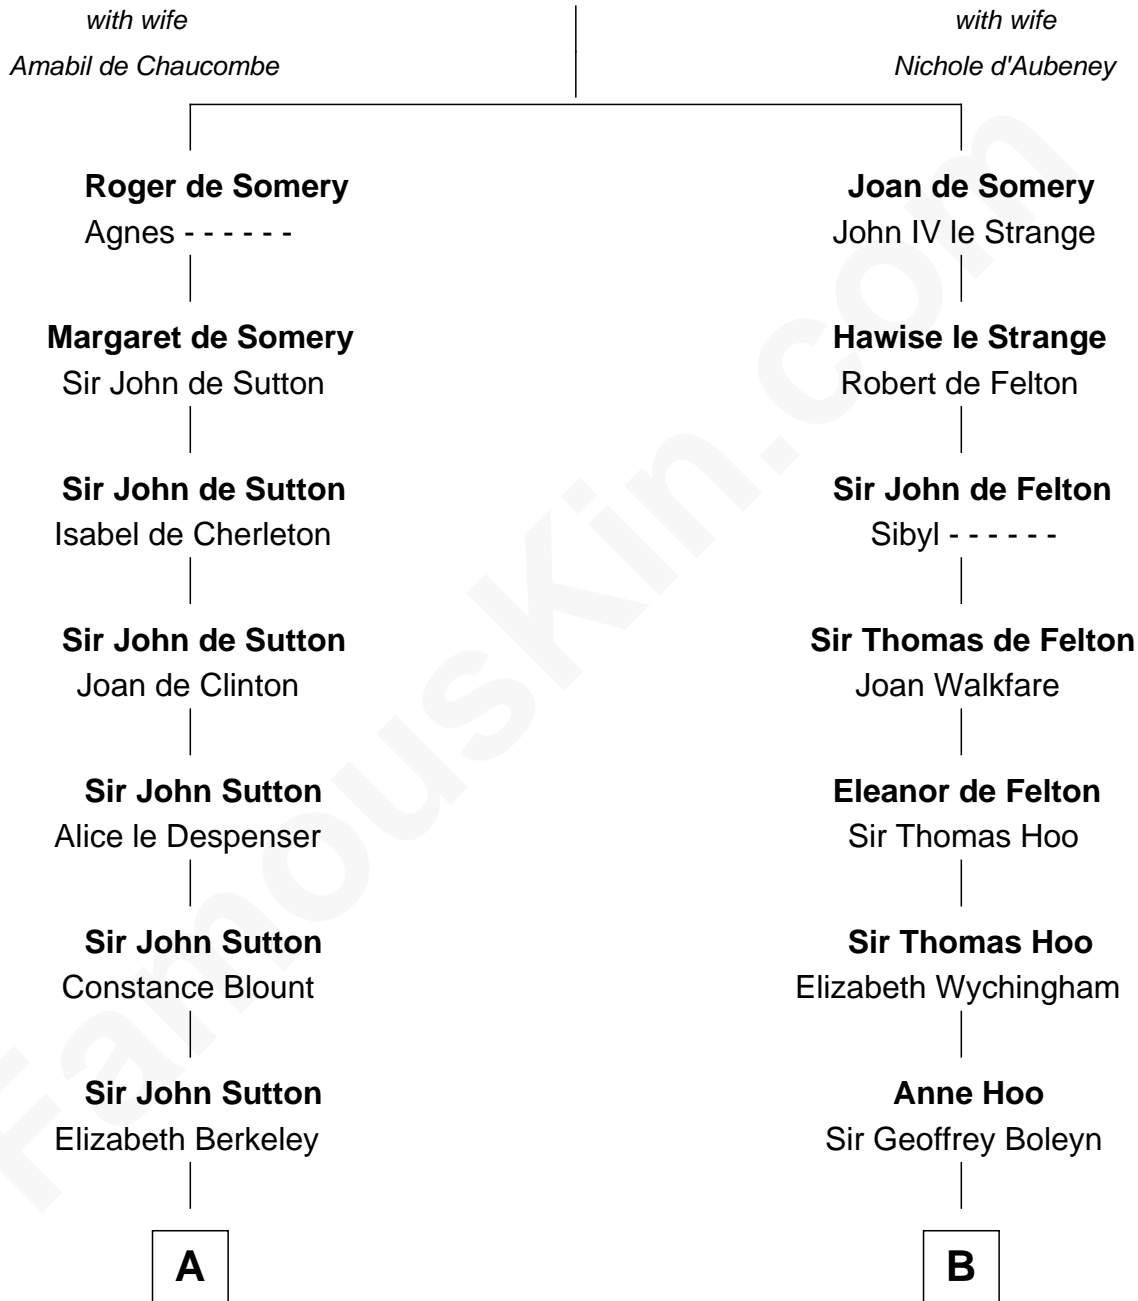 with wife
Amabil de Chaucombe
with wife
Nichole d'Aubeney
Roger de Somery
Agnes - - - - - -
Joan de Somery
John IV le Strange
Margaret de Somery
Sir John de Sutton
Hawise le Strange
Robert de Felton
Sir John de Sutton
Isabel de Cherleton
Sir John de Felton
Sibyl - - - - - -
Sir John de Sutton
Joan de Clinton
Sir Thomas de Felton
Joan Walkfare
Sir John Sutton
Alice le Despenser
Eleanor de Felton
Sir Thomas Hoo
Sir John Sutton
Constance Blount
Sir Thomas Hoo
Elizabeth Wychingham
Sir John Sutton
Elizabeth Berkeley
Anne Hoo
Sir Geoffrey Boleyn
A
B
FamousKin.com